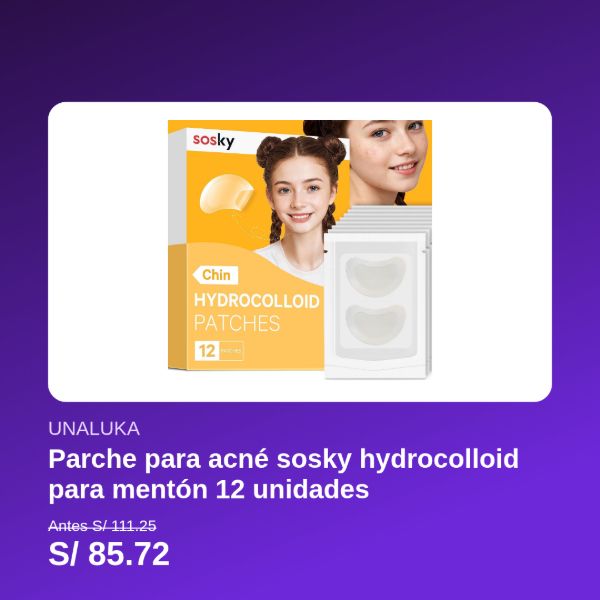 sosky
Chin
HYDROCOLLOID
PATCHES
12 PATCHES
UNALUKA
Parche para acné sosky hydrocolloid
para mentón 12 unidades
Antes S/ 111.25
S/ 85.72